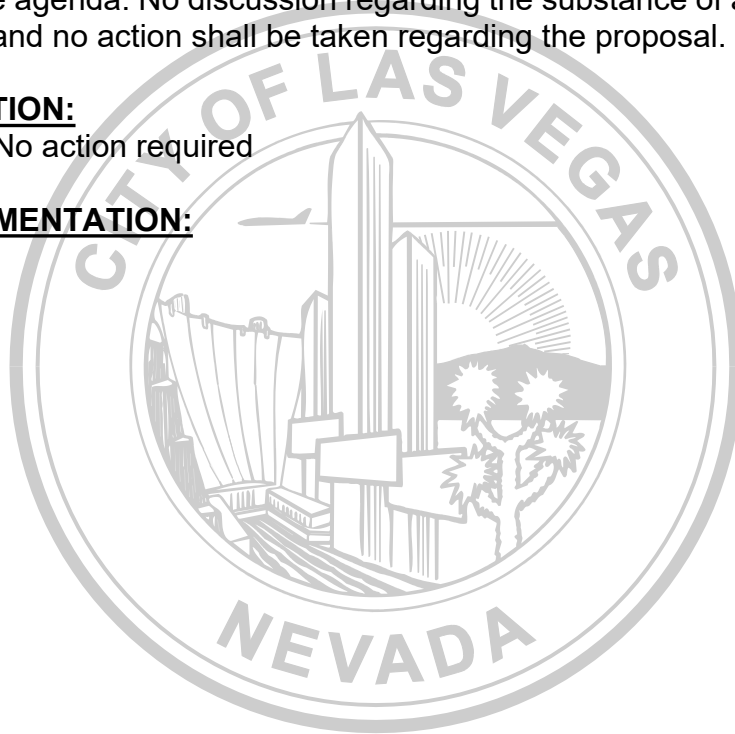 agenda. No discussion regarding the substance of
and no action shall be taken regarding the proposal.
TION:
No action required
MENTATION:
CITY OF LAS VEGAS
NEVADA